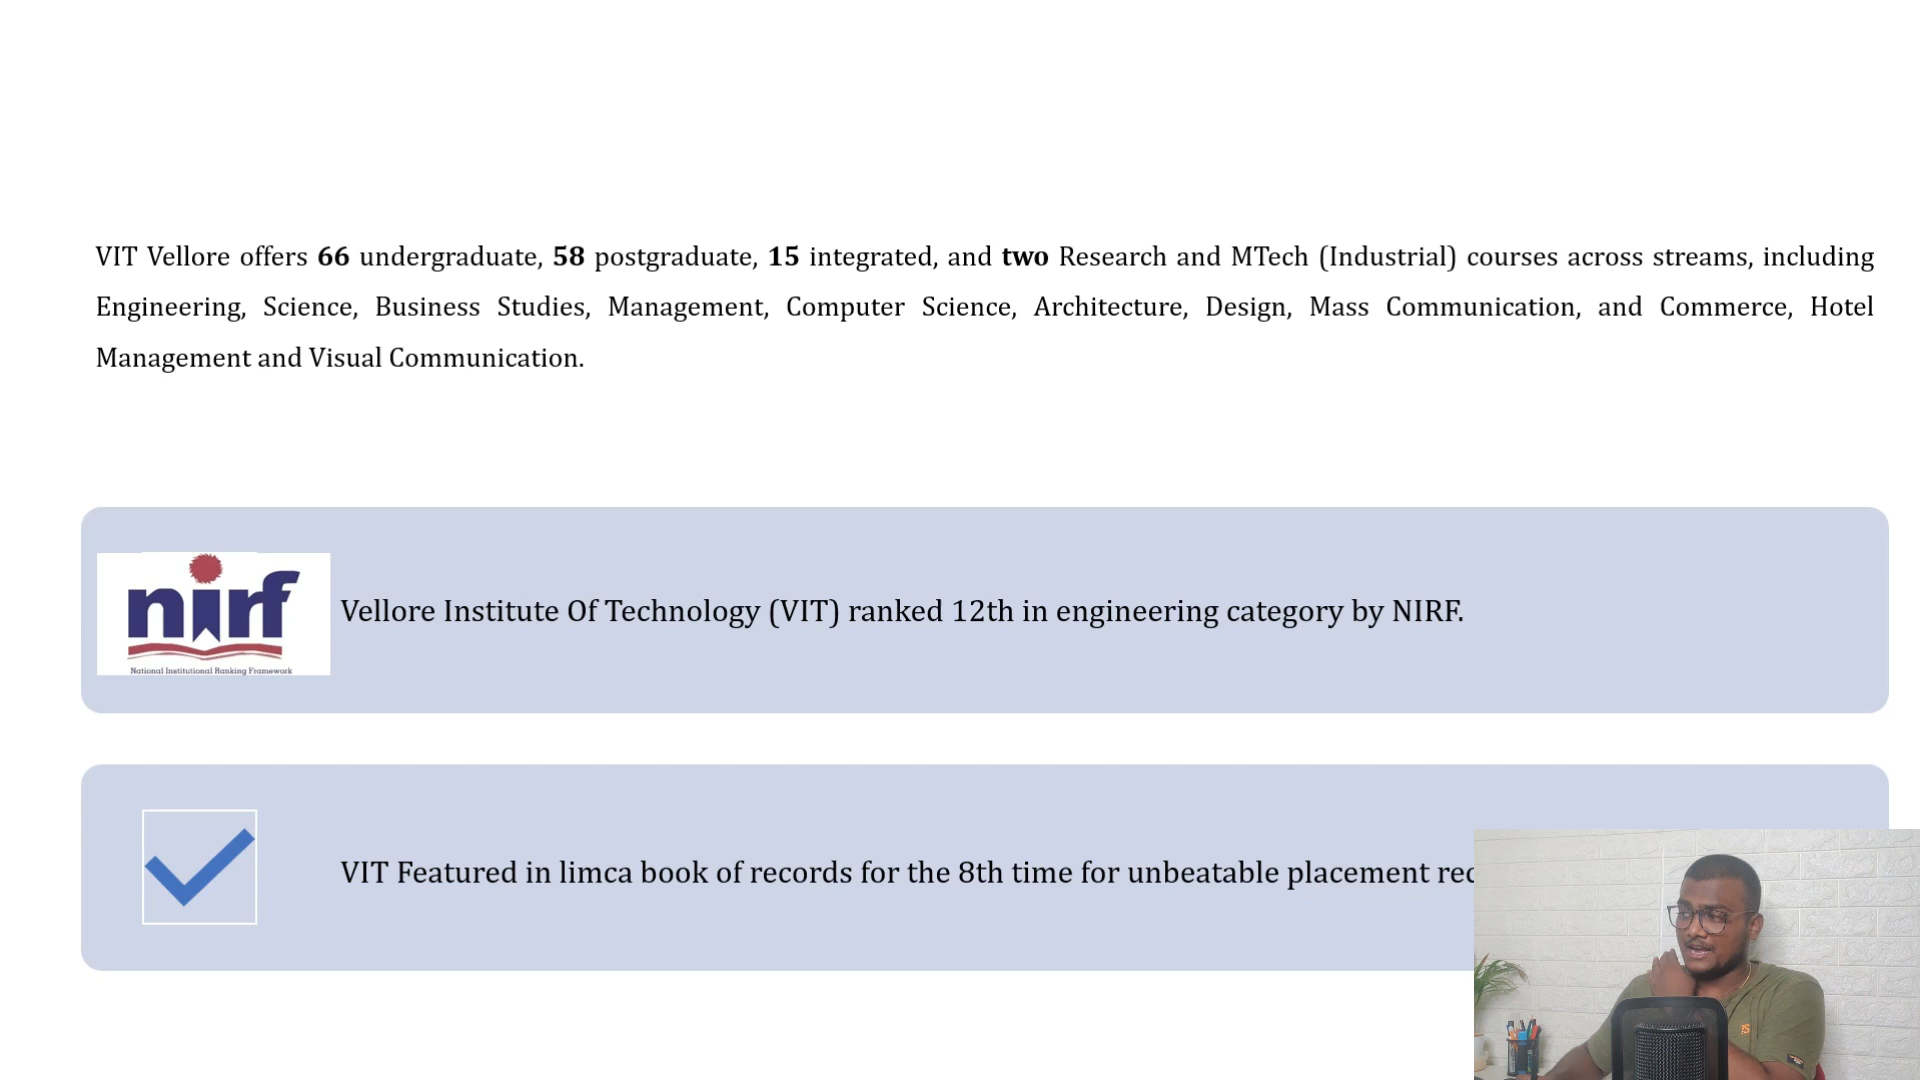 VIT Vellore offers 66 undergraduate, 58 postgraduate, 15 integrated, and two Research and MTech (Industrial) courses across streams, including
Engineering, Science, Business Studies, Management, Computer Science, Architecture, Design, Mass Communication, and Commerce, Hotel
Management and Visual Communication.
nirf
National Institutional Ranking Framework
Vellore Institute Of Technology (VIT) ranked 12th in engineering category by NIRF.
VIT Featured in limca book of records for the 8th time for unbeatable placement rec